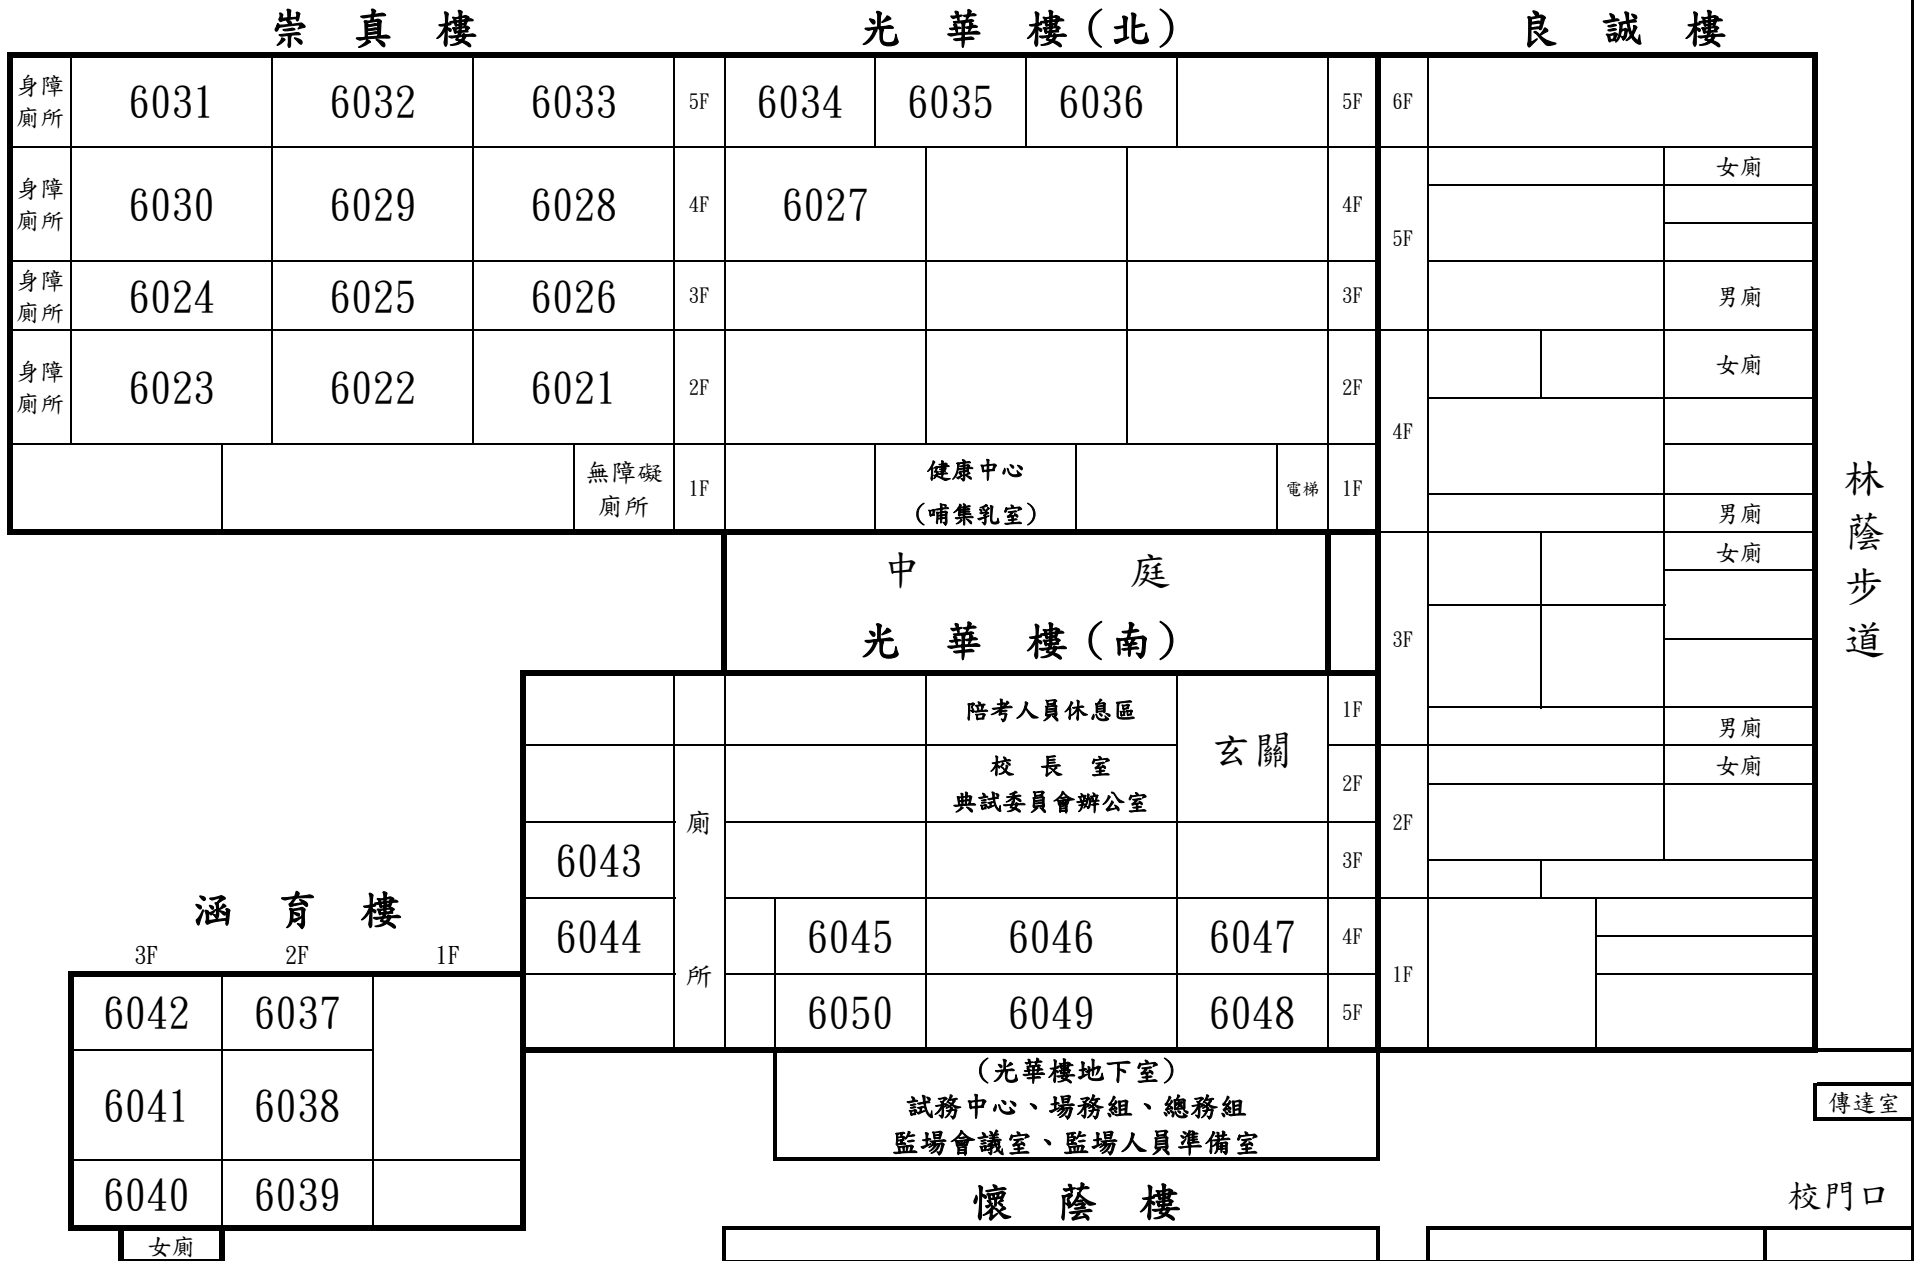 崇真樓 光華樓(北) 良誠樓
身障廁所 6031 6032 6033 5F 6034 6035 6036 5F 6F
女廁
身障廁所 6030 6029 6028 4F 6027 4F
5F
身障廁所 6024 6025 6026 3F 3F 男廁
身障廁所 6023 6022 6021 2F 2F 女廁
4F
無障礙廁所 1F 健康中心 電梯 1F
(哺集乳室) 男廁
林蔭步道
中庭 女廁
光華樓(南) 3F
陪考人員休息區 1F 男廁
玄關
校長室 2F 女廁
典試委員會辦公室
廁所
2F
6043 3F
涵育樓
6044 6045 6046 6047 4F
3F 2F 1F
1F
6042 6037 6050 6049 6048 5F
(光華樓地下室)
6041 6038 試務中心、場務組、總務組 傳達室
監場會議室、監場人員準備室
6040 6039 懷蔭樓 校門口
女廁